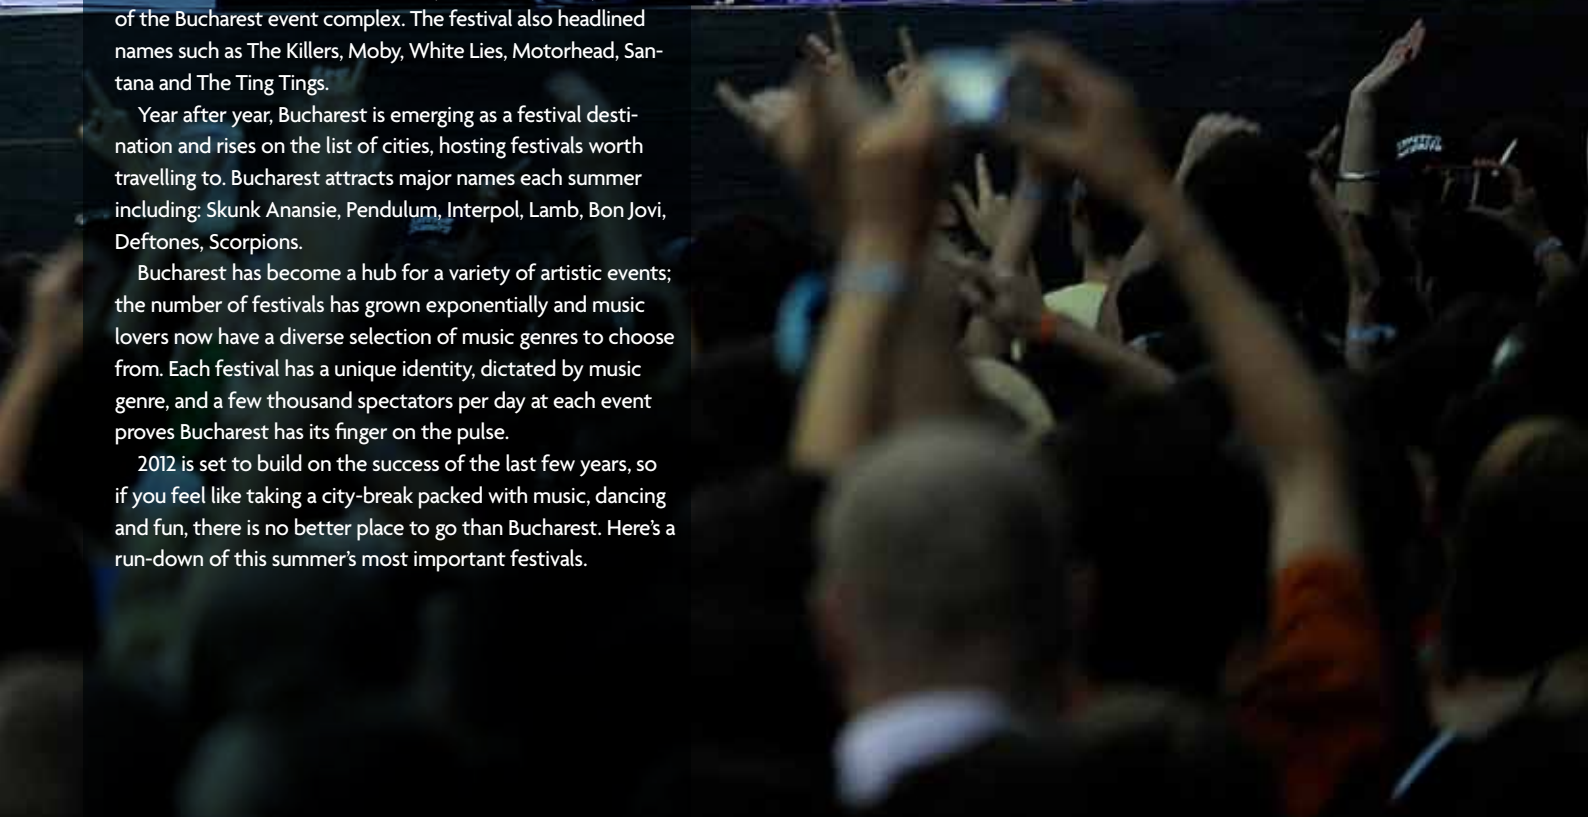 of the Bucharest event complex. The festival also headlined
names such as The Killers, Moby, White Lies, Motorhead, San-
tana and The Ting Tings.
Year after year, Bucharest is emerging as a festival desti-
nation and rises on the list of cities, hosting festivals worth
travelling to. Bucharest attracts major names each summer
including: Skunk Anansie, Pendulum, Interpol, Lamb, Bon Jovi,
Deftones, Scorpions.
Bucharest has become a hub for a variety of artistic events;
the number of festivals has grown exponentially and music
lovers now have a diverse selection of music genres to choose
from. Each festival has a unique identity, dictated by music
genre, and a few thousand spectators per day at each event
proves Bucharest has its finger on the pulse.
2012 is set to build on the success of the last few years, so
if you feel like taking a city-break packed with music, dancing
and fun, there is no better place to go than Bucharest. Here’s a
run-down of this summer’s most important festivals.